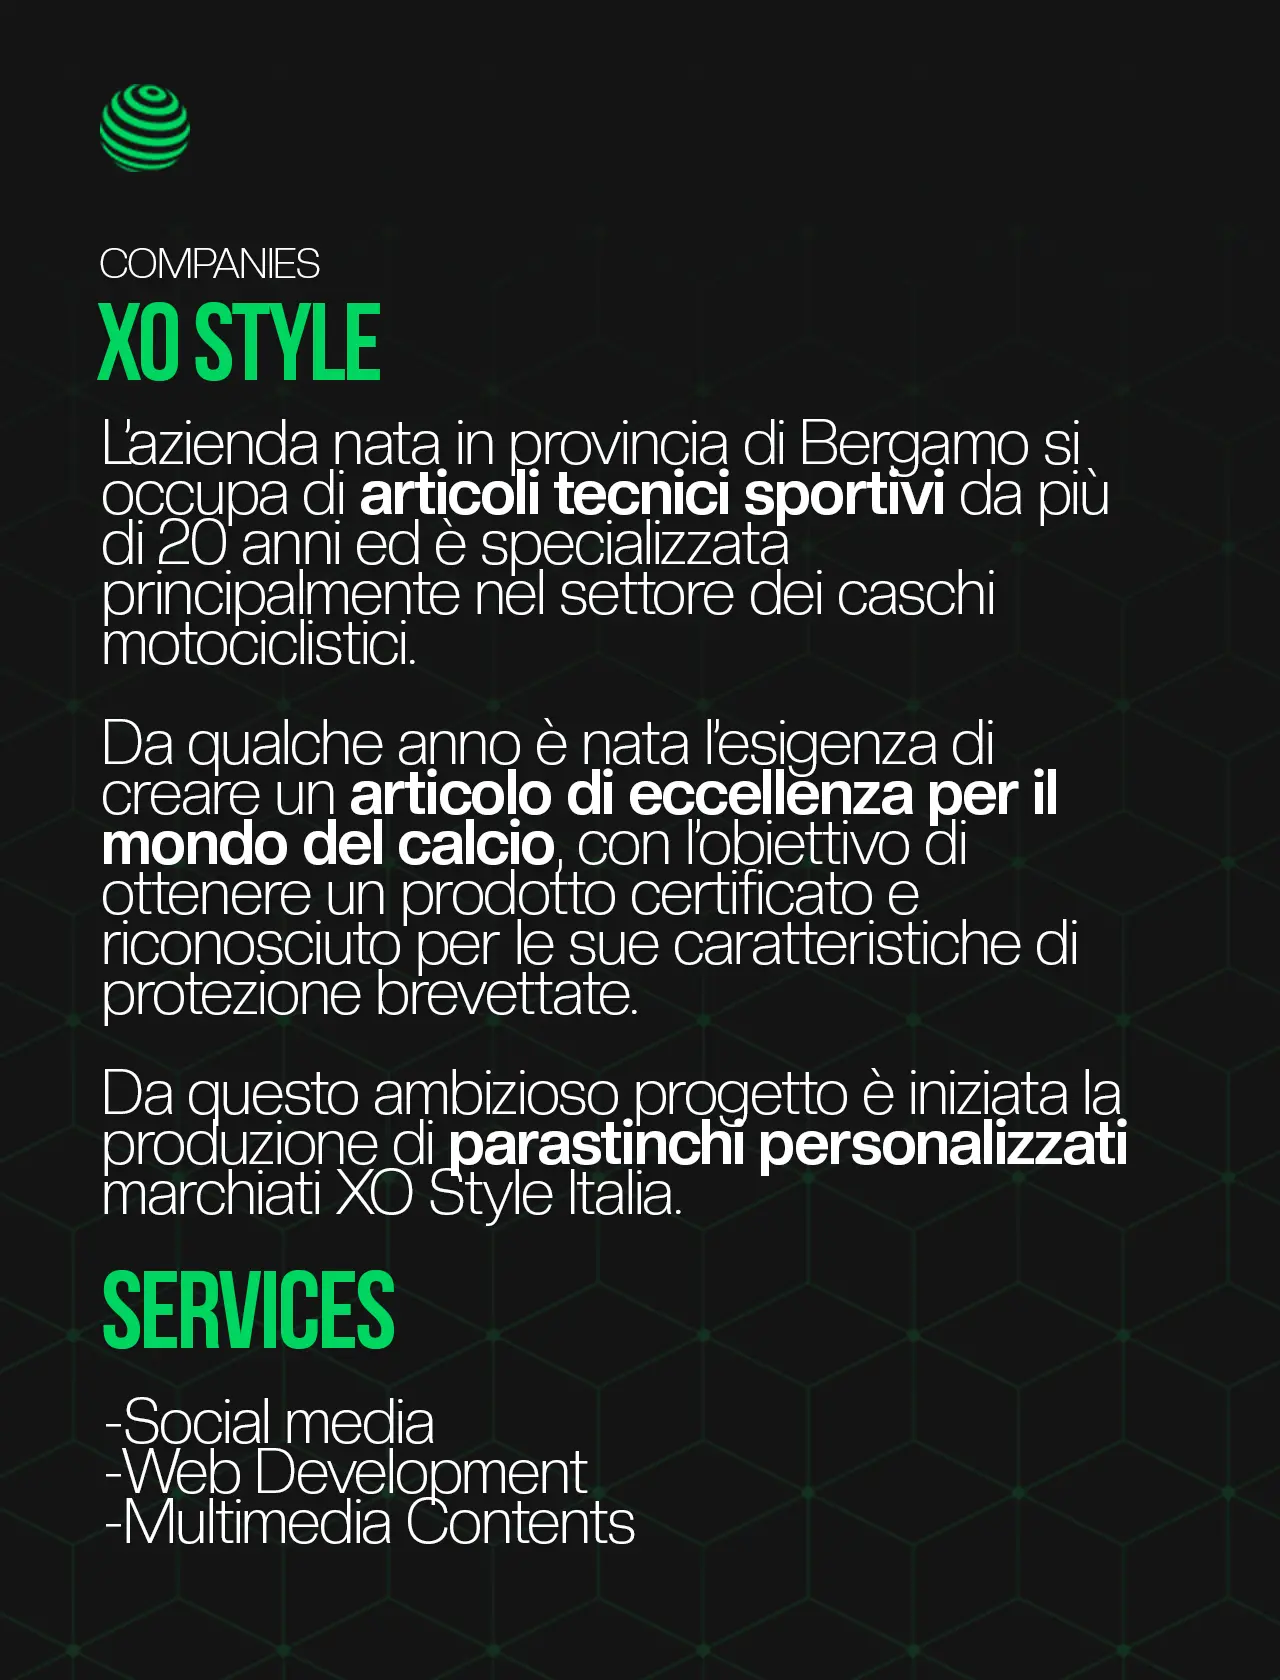 COMPANIES
XO STYLE
L'azienda nata in provincia di Bergamo si
occupa di articoli tecnici sportivi da più
di 20 anni ed è specializzata
principalmente nel settore dei caschi
motociclistici.
Da qualche anno è nata l'esigenza di
creare un articolo di eccellenza per il
mondo del calcio, con l'obiettivo di
ottenere un prodotto certificato e
riconosciuto per le sue caratteristiche di
protezione brevettate.
Da questo ambizioso progetto è iniziata la
produzione di parastinchi personalizzati
marchiati XO Style Italia.
SERVICES
-Social media
-Web Development
-Multimedia Contents